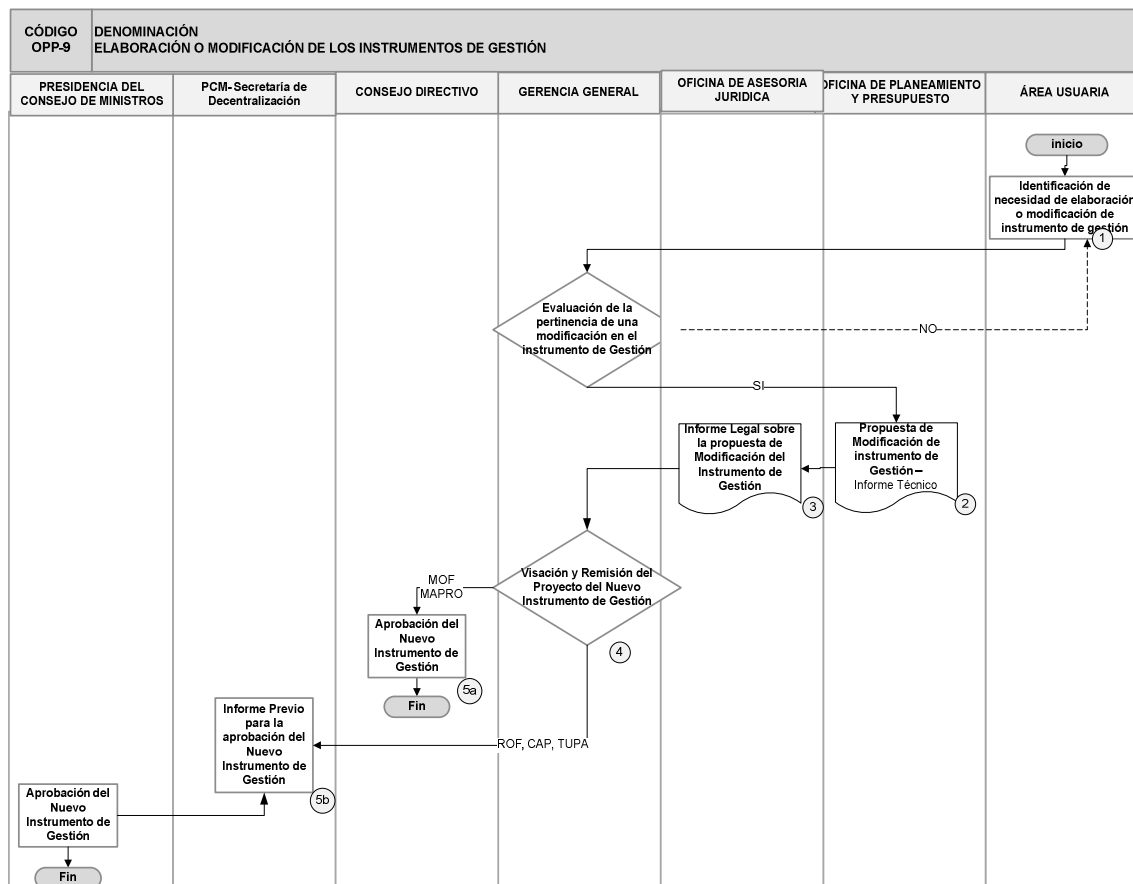 CÓDIGO
OPP-9
DENOMINACIÓN
ELABORACIÓN O MODIFICACIÓN DE LOS INSTRUMENTOS DE GESTIÓN
PRESIDENCIA DEL
CONSEJO DE MINISTROS
PCM-Secretaría de
Decentralización
CONSEJO DIRECTIVO
GERENCIA GENERAL
OFICINA DE ASESORIA
JURIDICA
OFICINA DE PLANEAMIENTO
Y PRESUPUESTO
ÁREA USUARIA
inicio
Identificación de
necesidad de elaboración
o modificación de
instrumento de gestión
1
Evaluación de la
pertinencia de una
modificación en el
instrumento de Gestión
NO
SI
Informe Legal sobre
la propuesta de
Modificación del
Instrumento de
Gestión
3
Propuesta de
Modificación de
instrumento de
Gestión–
Informe Técnico
2
Visación y Remisión del
Proyecto del Nuevo
Instrumento de Gestión
4
MOF
MAPRO
Aprobación del
Nuevo
Instrumento de
Gestión
5a
Fin
ROF, CAP, TUPA
Informe Previo
para la
aprobación del
Nuevo
Instrumento de
Gestión
5b
Aprobación del
Nuevo
Instrumento de
Gestión
Fin